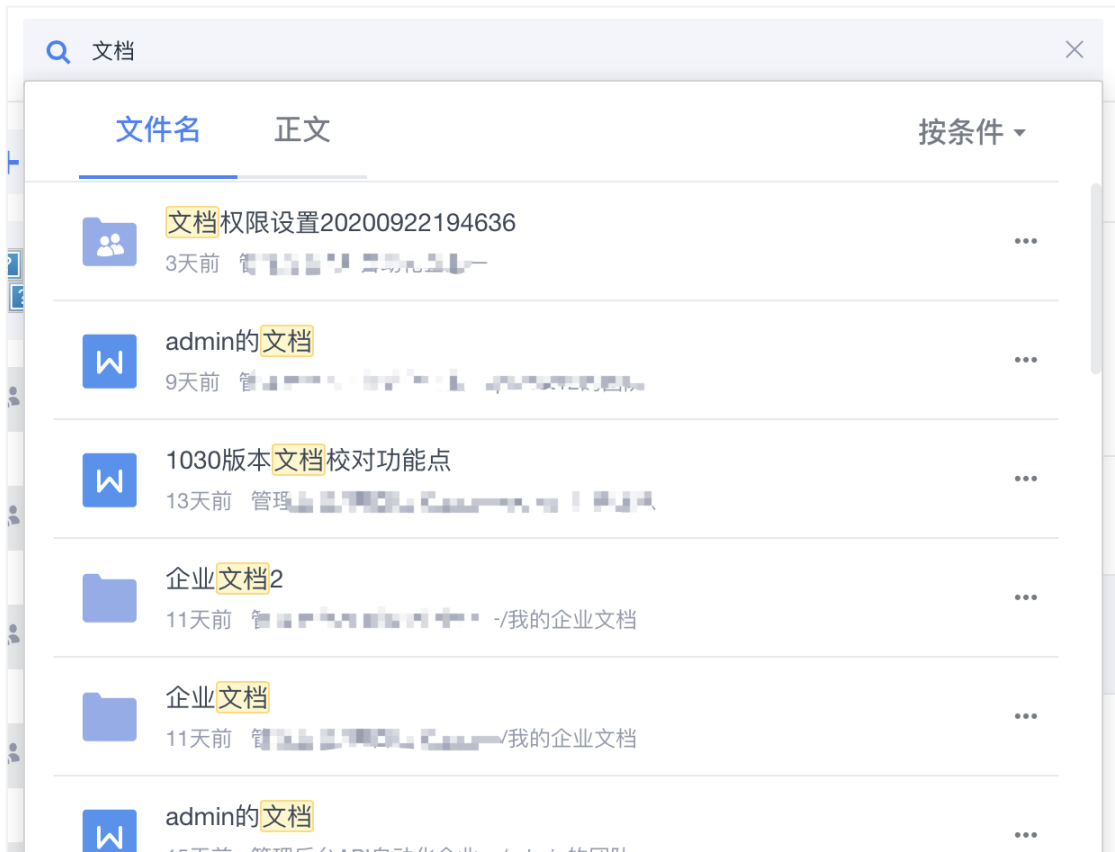 文档
文件名
正文
按条件
文档权限设置20200922194636
3天前
admin的文档
9天前
1030版本文档校对功能点
13天前 管理
企业文档2
11天前 -/我的企业文档
企业文档
11天前 /我的企业文档
admin的文档